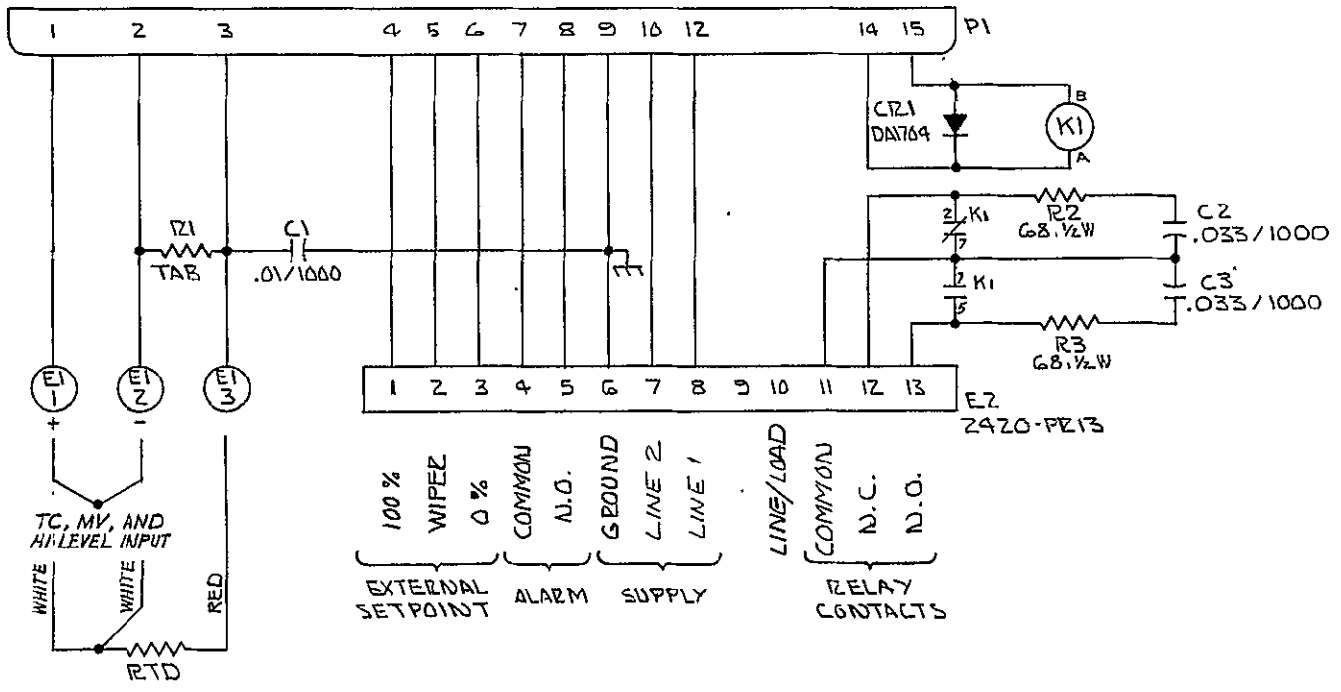 1 2 3 4 5 6 7 8 9 10 12 14 15 P1
CR1
DA1704
B
K1
A
R1
TAB
C1
.01/1000
2 K1
7
R2
68,1/2W
C2
.033/1000
2 K1
5
R3
68,1/2W
C3
.033/1000
E1
1
E1
2
E1
3
+ -
1 2 3 4 5 6 7 8 9 10 11 12 13
E2
2420-PR13
100%
WIPER
0%
COMMON
N.O.
GROUND
LINE 2
LINE 1
LINE/LOAD
COMMON
N.C.
N.O.
TC, MV, AND
HI LEVEL INPUT
WHITE
WHITE
RED
EXTERNAL
SETPOINT
ALARM
SUPPLY
RELAY
CONTACTS
RTD